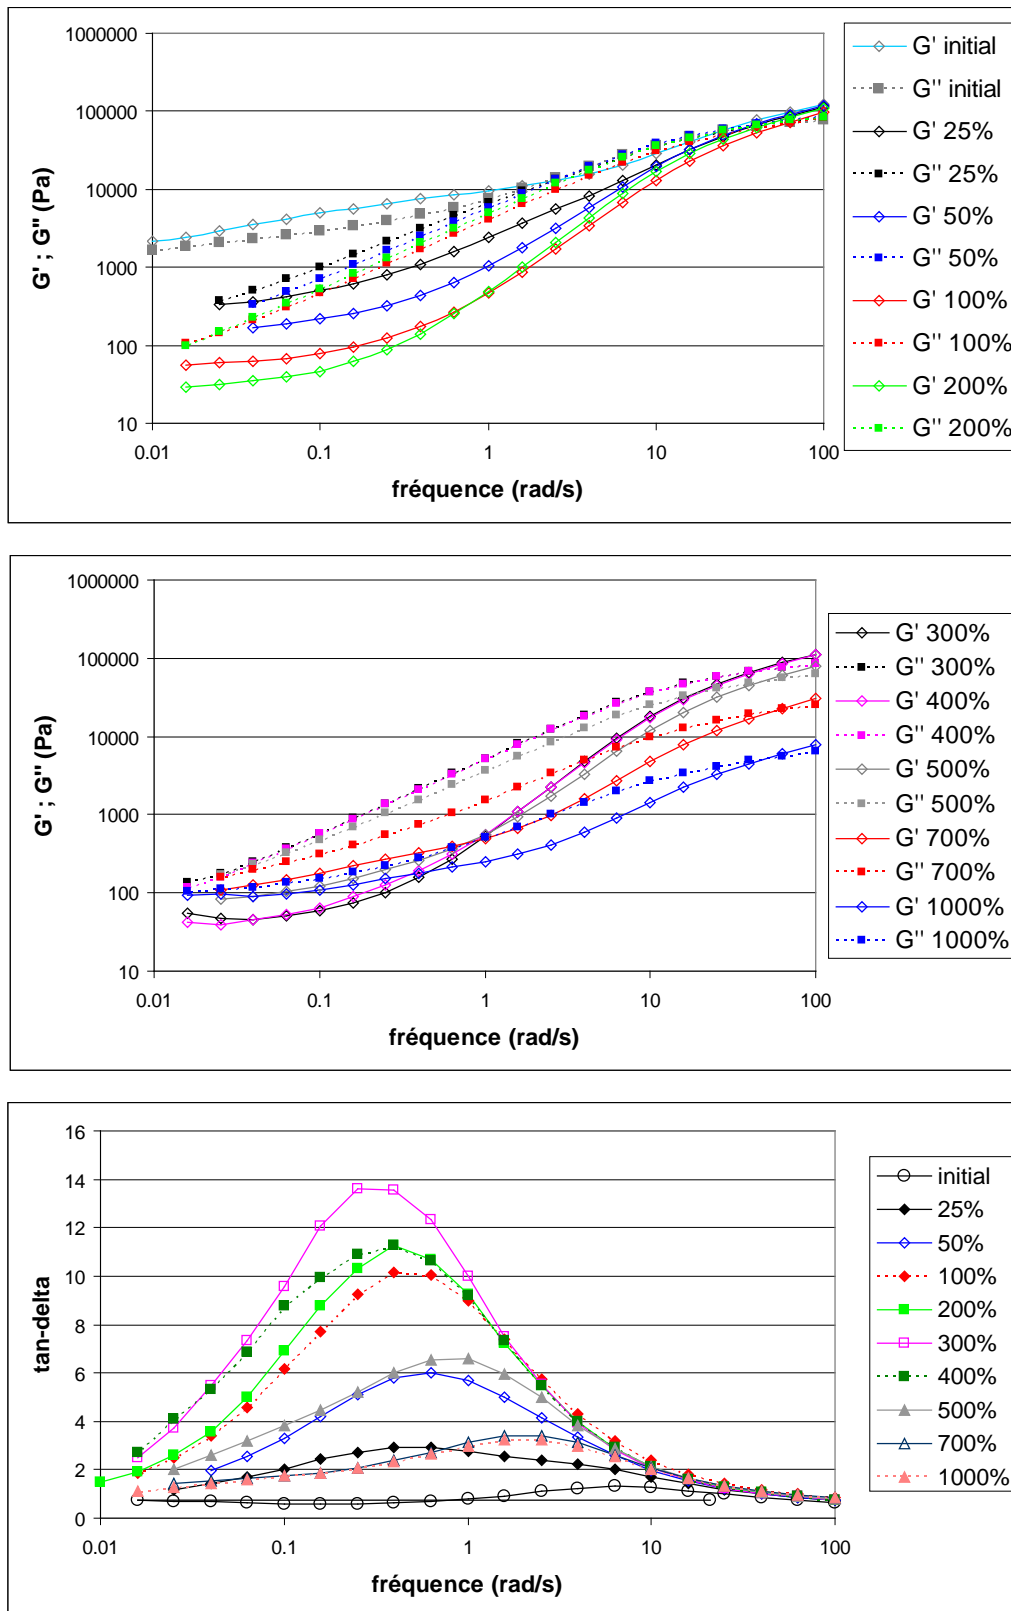 1000000
100000
10000
1000
100
10
G' ; G'' (Pa)
0.01
0.1
1
10
100
fréquence (rad/s)
G' initial
G'' initial
G' 25%
G'' 25%
G' 50%
G'' 50%
G' 100%
G'' 100%
G' 200%
G'' 200%
1000000
100000
10000
1000
100
10
G' ; G'' (Pa)
0.01
0.1
1
10
100
fréquence (rad/s)
G' 300%
G'' 300%
G' 400%
G'' 400%
G' 500%
G'' 500%
G' 700%
G'' 700%
G' 1000%
G'' 1000%
16
14
12
10
8
6
4
2
0
tan-delta
0.01
0.1
1
10
100
fréquence (rad/s)
initial
25%
50%
100%
200%
300%
400%
500%
700%
1000%